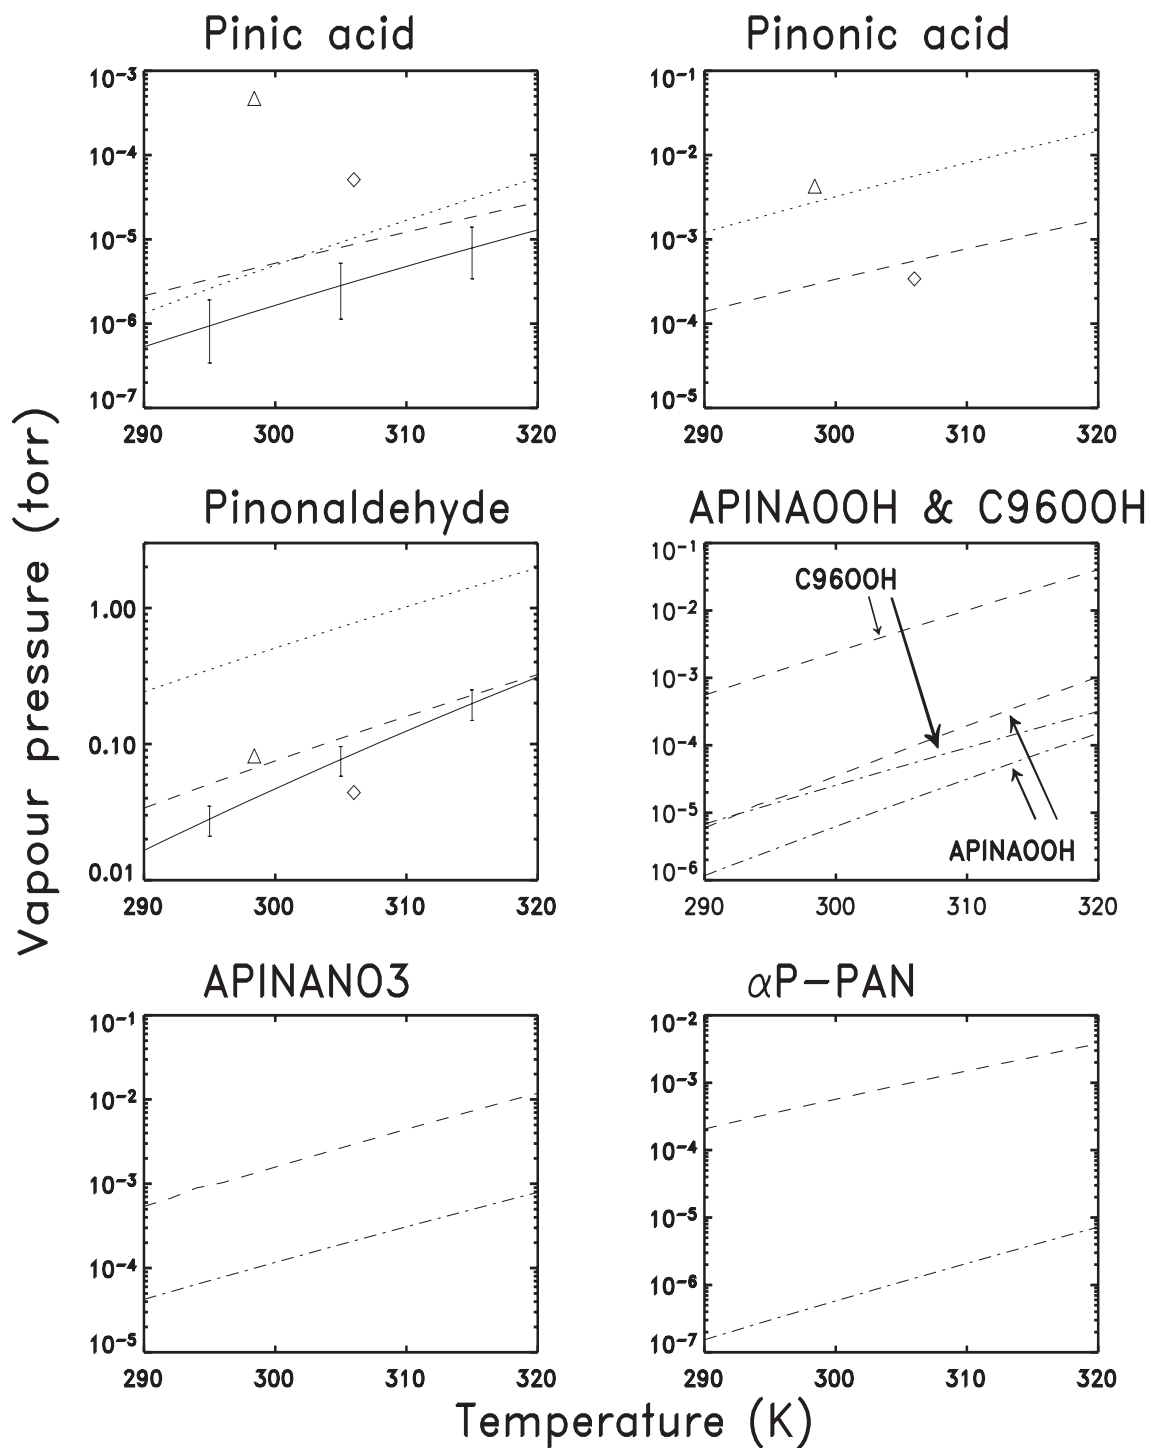 Pinic acid
10⁻³
10⁻⁴
10⁻⁵
10⁻⁶
10⁻⁷
290 300 310 320
Pinonic acid
10⁻¹
10⁻²
10⁻³
10⁻⁴
10⁻⁵
290 300 310 320
Vapour pressure (torr)
Pinonaldehyde
1.00
0.10
0.01
290 300 310 320
APINAOOH & C96OOH
10⁻¹
10⁻²
10⁻³
10⁻⁴
10⁻⁵
10⁻⁶
C96OOH
APINAOOH
290 300 310 320
APINANO3
10⁻¹
10⁻²
10⁻³
10⁻⁴
10⁻⁵
290 300 310 320
αP-PAN
10⁻²
10⁻³
10⁻⁴
10⁻⁵
10⁻⁶
10⁻⁷
290 300 310 320
Temperature (K)